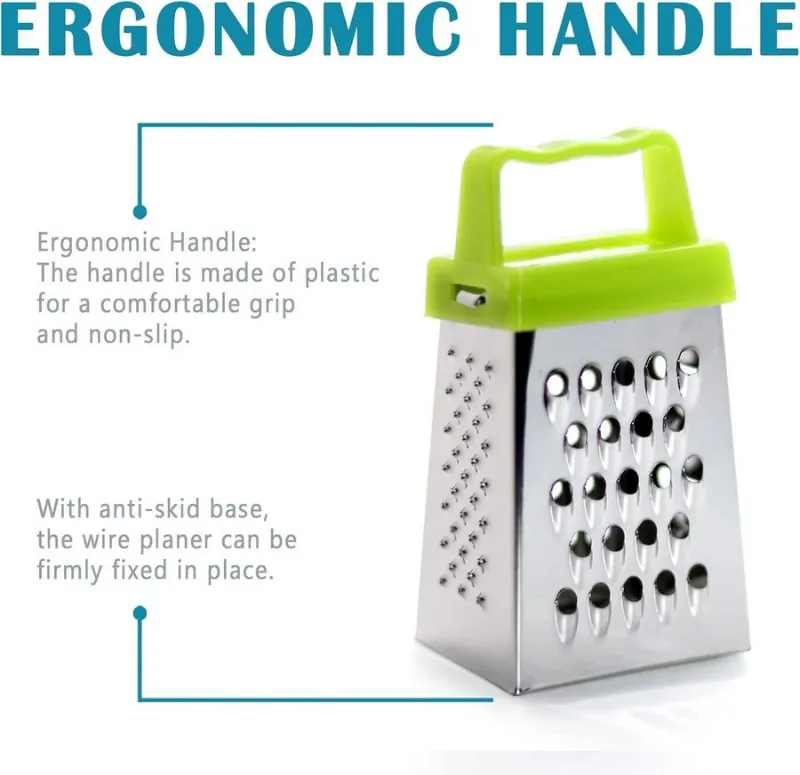 ERGONOMIC HANDLE
Ergonomic Handle:
The handle is made of plastic
for a comfortable grip
and non-slip.
With anti-skid base,
the wire planer can be
firmly fixed in place.